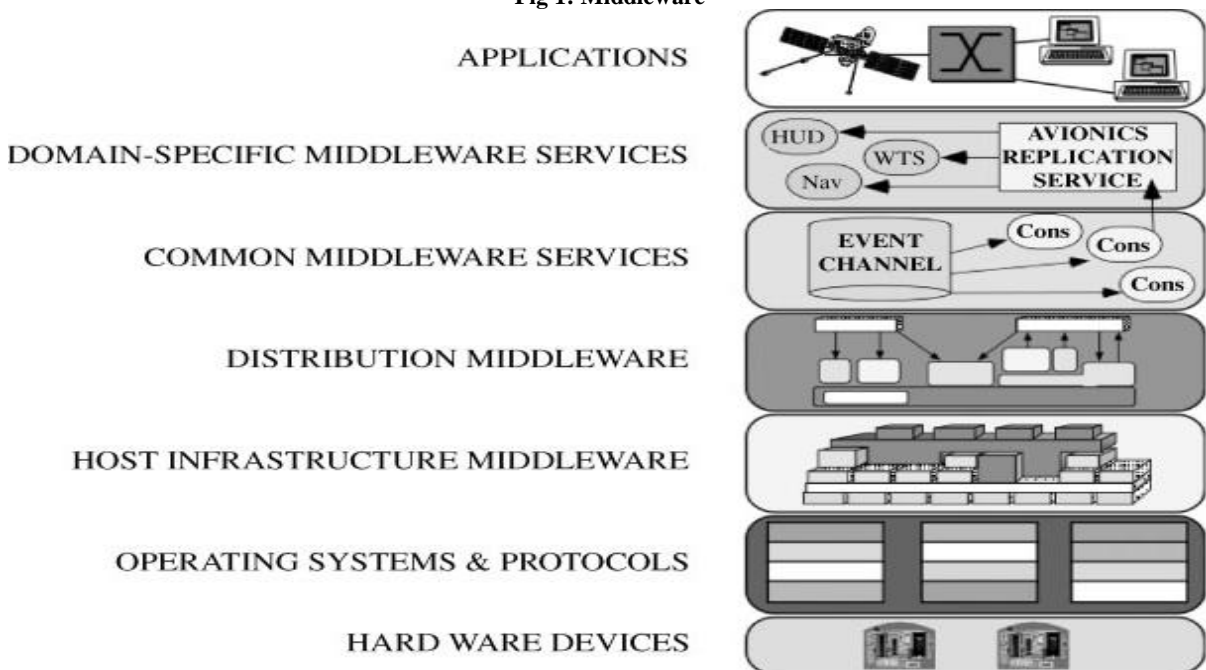 Fig 1: Middleware
APPLICATIONS
DOMAIN-SPECIFIC MIDDLEWARE SERVICES
HUD
WTS
Nav
AVIONICS
REPLICATION
SERVICE
COMMON MIDDLEWARE SERVICES
EVENT
CHANNEL
Cons
Cons
Cons
DISTRIBUTION MIDDLEWARE
HOST INFRASTRUCTURE MIDDLEWARE
OPERATING SYSTEMS & PROTOCOLS
HARD WARE DEVICES